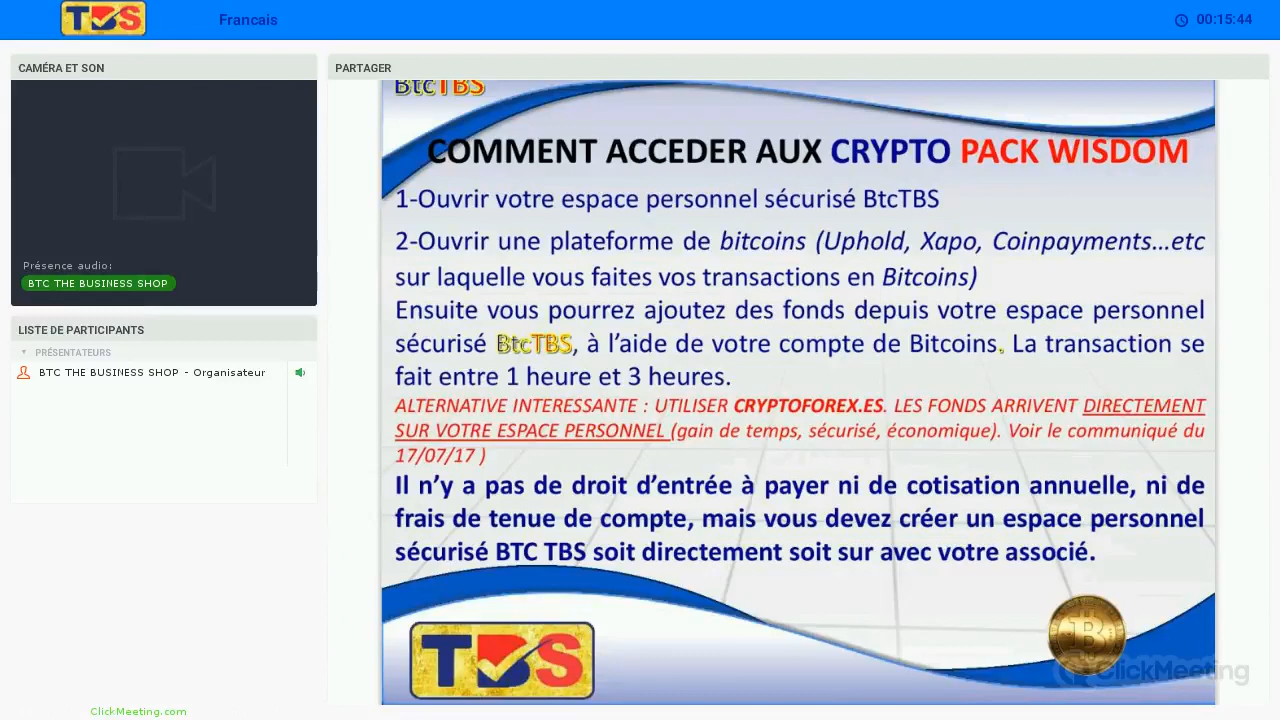 TBS
Francais
00:15:44
CAMÉRA ET SON
Présence audio:
BTC THE BUSINESS SHOP
LISTE DE PARTICIPANTS
PRÉSENTATEURS
BTC THE BUSINESS SHOP - Organisateur
ClickMeeting.com
PARTAGER
BtcTBS
COMMENT ACCEDER AUX CRYPTO PACK WISDOM
1-Ouvrir votre espace personnel sécurisé BtcTBS
2-Ouvrir une plateforme de bitcoins (Uphold, Xapo, Coinpayments...etc
sur laquelle vous faites vos transactions en Bitcoins)
Ensuite vous pourrez ajoutez des fonds depuis votre espace personnel
sécurisé BtcTBS, à l’aide de votre compte de Bitcoins. La transaction se
fait entre 1 heure et 3 heures.
ALTERNATIVE INTERESSANTE : UTILISER CRYPTOFOREX.ES. LES FONDS ARRIVENT DIRECTEMENT
SUR VOTRE ESPACE PERSONNEL (gain de temps, sécurisé, économique). Voir le communiqué du
17/07/17 )
Il n’y a pas de droit d’entrée à payer ni de cotisation annuelle, ni de
frais de tenue de compte, mais vous devez créer un espace personnel
sécurisé BTC TBS soit directement soit sur avec votre associé.
TBS
ClickMeeting